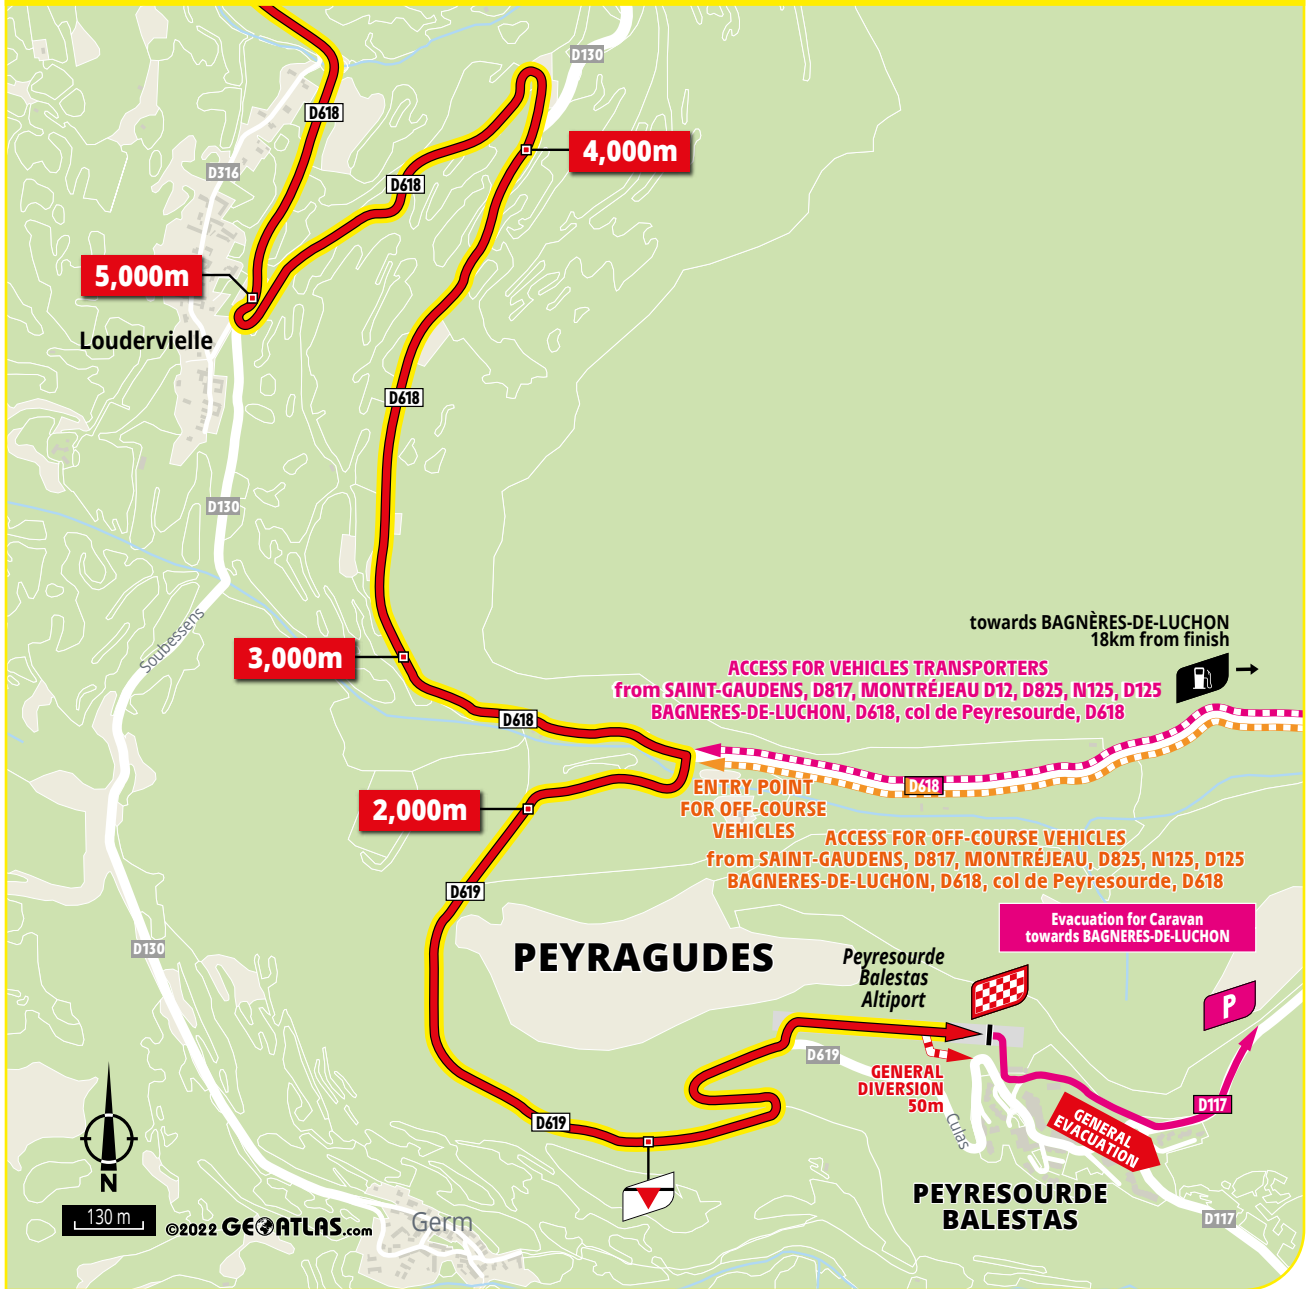 D130
D618
4,000m
D316
D618
5,000m
Loudervielle
D618
D130
towards BAGNÈRES-DE-LUCHON
18km from finish
Soubessens
3,000m
ACCESS FOR VEHICLES TRANSPORTERS
from SAINT-GAUDENS, D817, MONTRÉJEAU D12, D825, N125, D125
BAGNERES-DE-LUCHON, D618, col de Peyresourde, D618
D618
D618
ENTRY POINT
FOR OFF-COURSE
VEHICLES
2,000m
ACCESS FOR OFF-COURSE VEHICLES
from SAINT-GAUDENS, D817, MONTRÉJEAU, D825, N125, D125
BAGNERES-DE-LUCHON, D618, col de Peyresourde, D618
D619
Evacuation for Caravan
towards BAGNERES-DE-LUCHON
D130
PEYRAGUDES
Peyresourde
Balestas
Altiport
P
D619
GENERAL
DIVERSION
50m
Culas
D117
GENERAL
EVACUATION
D619
N
PEYRESOURDE
BALESTAS
D117
130 m
©2022 GEOATLAS.com
Germ